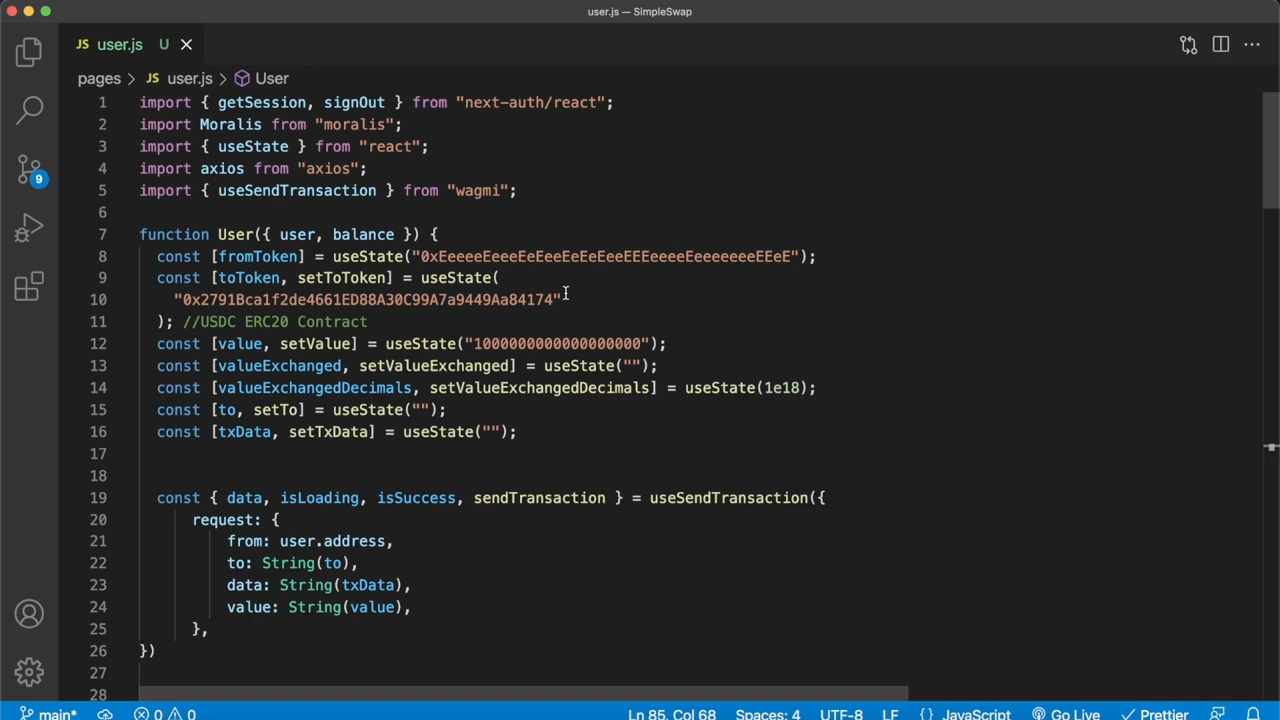 user.js — SimpleSwap
JS user.js U
pages > JS user.js > User
1 import { getSession, signOut } from "next-auth/react";
2 import Moralis from "moralis";
3 import { useState } from "react";
4 import axios from "axios";
5 import { useSendTransaction } from "wagmi";
6
7 function User({ user, balance }) {
8 const [fromToken] = useState("0xEeeeeEeeeEeEeeEeEeEeeEEEeeeeEeeeeeeeEEeE");
9 const [toToken, setToToken] = useState(
10 "0x2791Bca1f2de4661ED88A30C99A7a9449Aa84174"
11 ); //USDC ERC20 Contract
12 const [value, setValue] = useState("1000000000000000000");
13 const [valueExchanged, setValueExchanged] = useState("");
14 const [valueExchangedDecimals, setValueExchangedDecimals] = useState(1e18);
15 const [to, setTo] = useState("");
16 const [txData, setTxData] = useState("");
17
18
19 const { data, isLoading, isSuccess, sendTransaction } = useSendTransaction({
20 request: {
21 from: user.address,
22 to: String(to),
23 data: String(txData),
24 value: String(value),
25 },
26 })
27
28
9
main* 0 0 Ln 85, Col 68 Spaces: 4 UTF-8 LF {} JavaScript Go Live Prettier